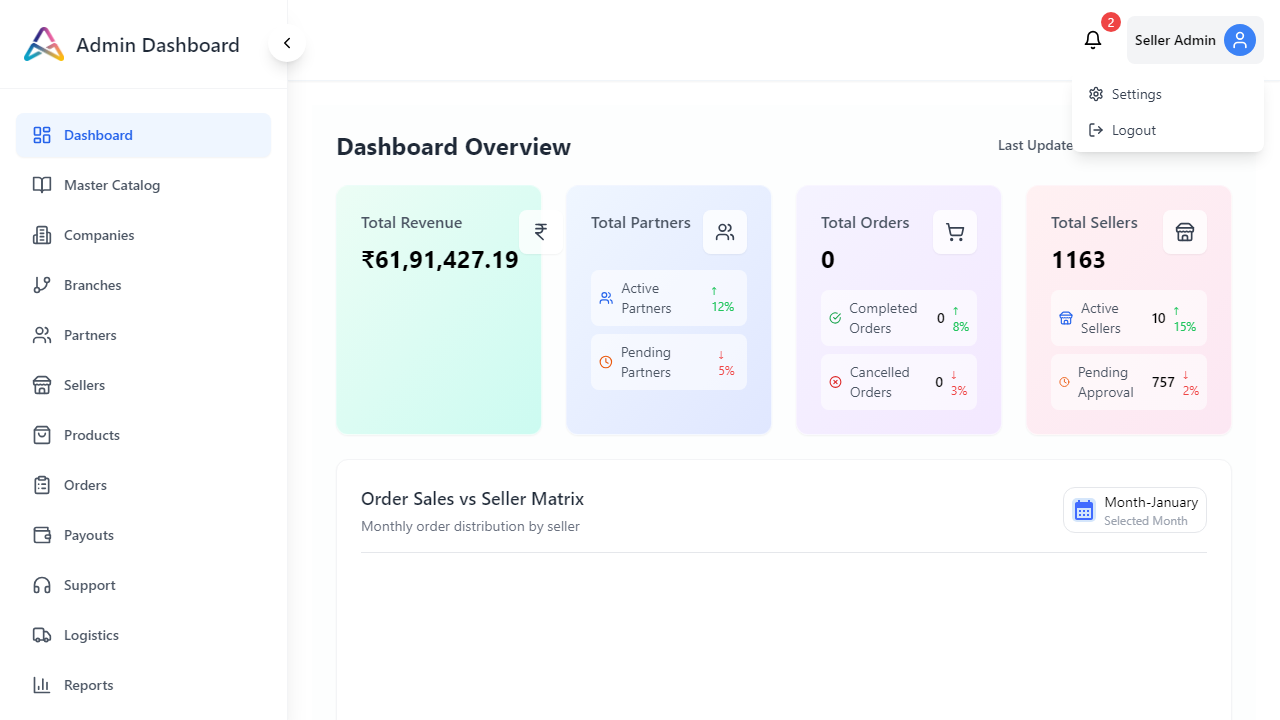 Admin Dashboard
2
Seller Admin
Settings
Logout
Dashboard
Master Catalog
Companies
Branches
Partners
Sellers
Products
Orders
Payouts
Support
Logistics
Reports
Dashboard Overview
Last Update
Total Revenue
₹
₹61,91,427.19
Total Partners
Active
Partners
↑
12%
Pending
Partners
↓
5%
Total Orders
0
Completed
Orders
0
↑
8%
Cancelled
Orders
0
↓
3%
Total Sellers
1163
Active
Sellers
10
↑
15%
Pending
Approval
757
↓
2%
Order Sales vs Seller Matrix
Monthly order distribution by seller
Month-January
Selected Month